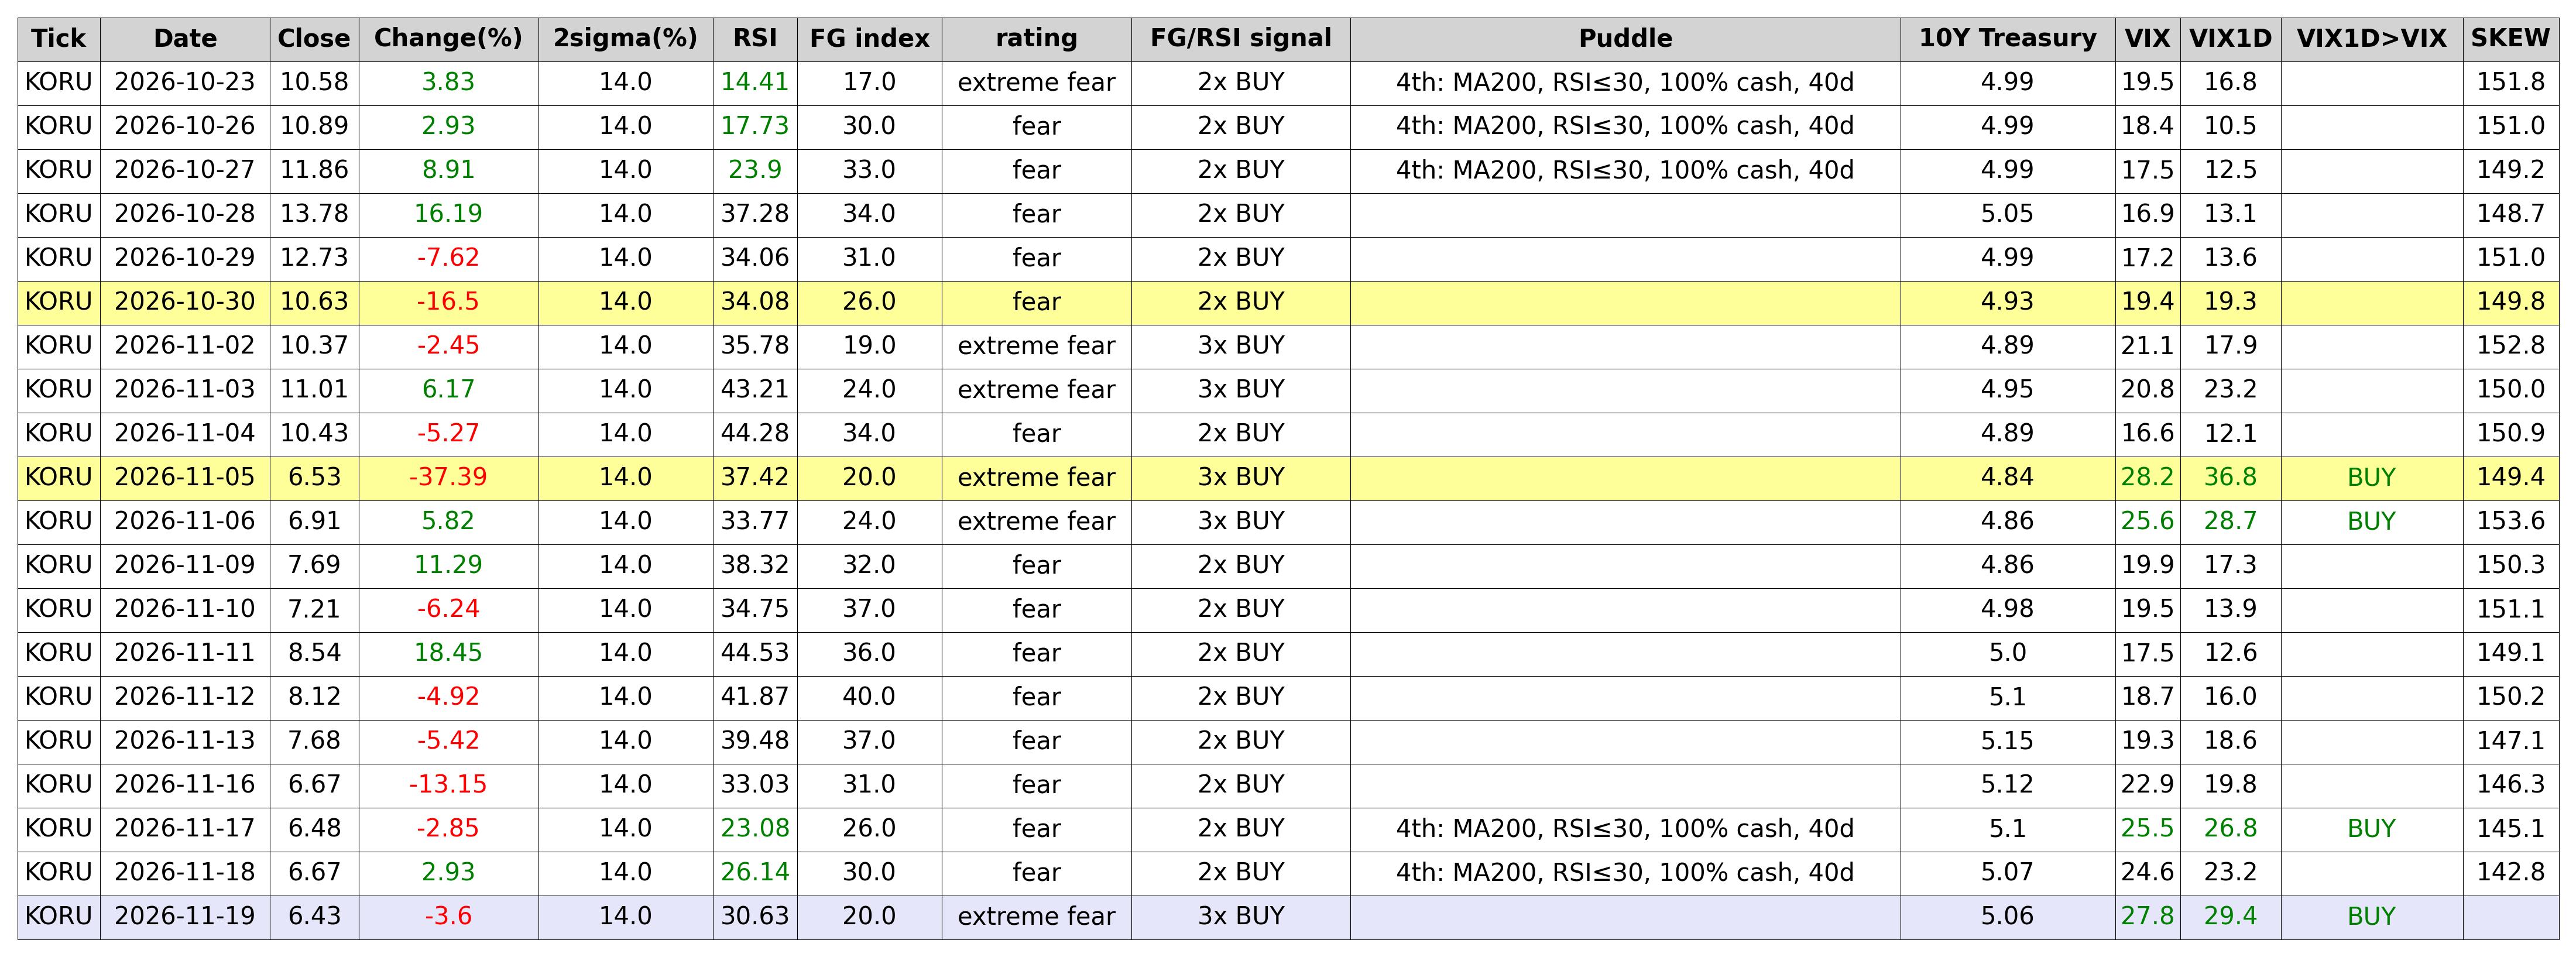 Tick Date Close Change(%) 2sigma(%) RSI FG index rating FG/RSI signal Puddle 10Y Treasury VIX VIX1D VIX1D>VIX SKEW
KORU 2026-10-23 10.58 3.83 14.0 14.41 17.0 extreme fear 2x BUY 4th: MA200, RSI≤30, 100% cash, 40d 4.99 19.5 16.8 151.8
KORU 2026-10-26 10.89 2.93 14.0 17.73 30.0 fear 2x BUY 4th: MA200, RSI≤30, 100% cash, 40d 4.99 18.4 10.5 151.0
KORU 2026-10-27 11.86 8.91 14.0 23.9 33.0 fear 2x BUY 4th: MA200, RSI≤30, 100% cash, 40d 4.99 17.5 12.5 149.2
KORU 2026-10-28 13.78 16.19 14.0 37.28 34.0 fear 2x BUY 5.05 16.9 13.1 148.7
KORU 2026-10-29 12.73 -7.62 14.0 34.06 31.0 fear 2x BUY 4.99 17.2 13.6 151.0
KORU 2026-10-30 10.63 -16.5 14.0 34.08 26.0 fear 2x BUY 4.93 19.4 19.3 149.8
KORU 2026-11-02 10.37 -2.45 14.0 35.78 19.0 extreme fear 3x BUY 4.89 21.1 17.9 152.8
KORU 2026-11-03 11.01 6.17 14.0 43.21 24.0 extreme fear 3x BUY 4.95 20.8 23.2 150.0
KORU 2026-11-04 10.43 -5.27 14.0 44.28 34.0 fear 2x BUY 4.89 16.6 12.1 150.9
KORU 2026-11-05 6.53 -37.39 14.0 37.42 20.0 extreme fear 3x BUY 4.84 28.2 36.8 BUY 149.4
KORU 2026-11-06 6.91 5.82 14.0 33.77 24.0 extreme fear 3x BUY 4.86 25.6 28.7 BUY 153.6
KORU 2026-11-09 7.69 11.29 14.0 38.32 32.0 fear 2x BUY 4.86 19.9 17.3 150.3
KORU 2026-11-10 7.21 -6.24 14.0 34.75 37.0 fear 2x BUY 4.98 19.5 13.9 151.1
KORU 2026-11-11 8.54 18.45 14.0 44.53 36.0 fear 2x BUY 5.0 17.5 12.6 149.1
KORU 2026-11-12 8.12 -4.92 14.0 41.87 40.0 fear 2x BUY 5.1 18.7 16.0 150.2
KORU 2026-11-13 7.68 -5.42 14.0 39.48 37.0 fear 2x BUY 5.15 19.3 18.6 147.1
KORU 2026-11-16 6.67 -13.15 14.0 33.03 31.0 fear 2x BUY 5.12 22.9 19.8 146.3
KORU 2026-11-17 6.48 -2.85 14.0 23.08 26.0 fear 2x BUY 4th: MA200, RSI≤30, 100% cash, 40d 5.1 25.5 26.8 BUY 145.1
KORU 2026-11-18 6.67 2.93 14.0 26.14 30.0 fear 2x BUY 4th: MA200, RSI≤30, 100% cash, 40d 5.07 24.6 23.2 142.8
KORU 2026-11-19 6.43 -3.6 14.0 30.63 20.0 extreme fear 3x BUY 5.06 27.8 29.4 BUY